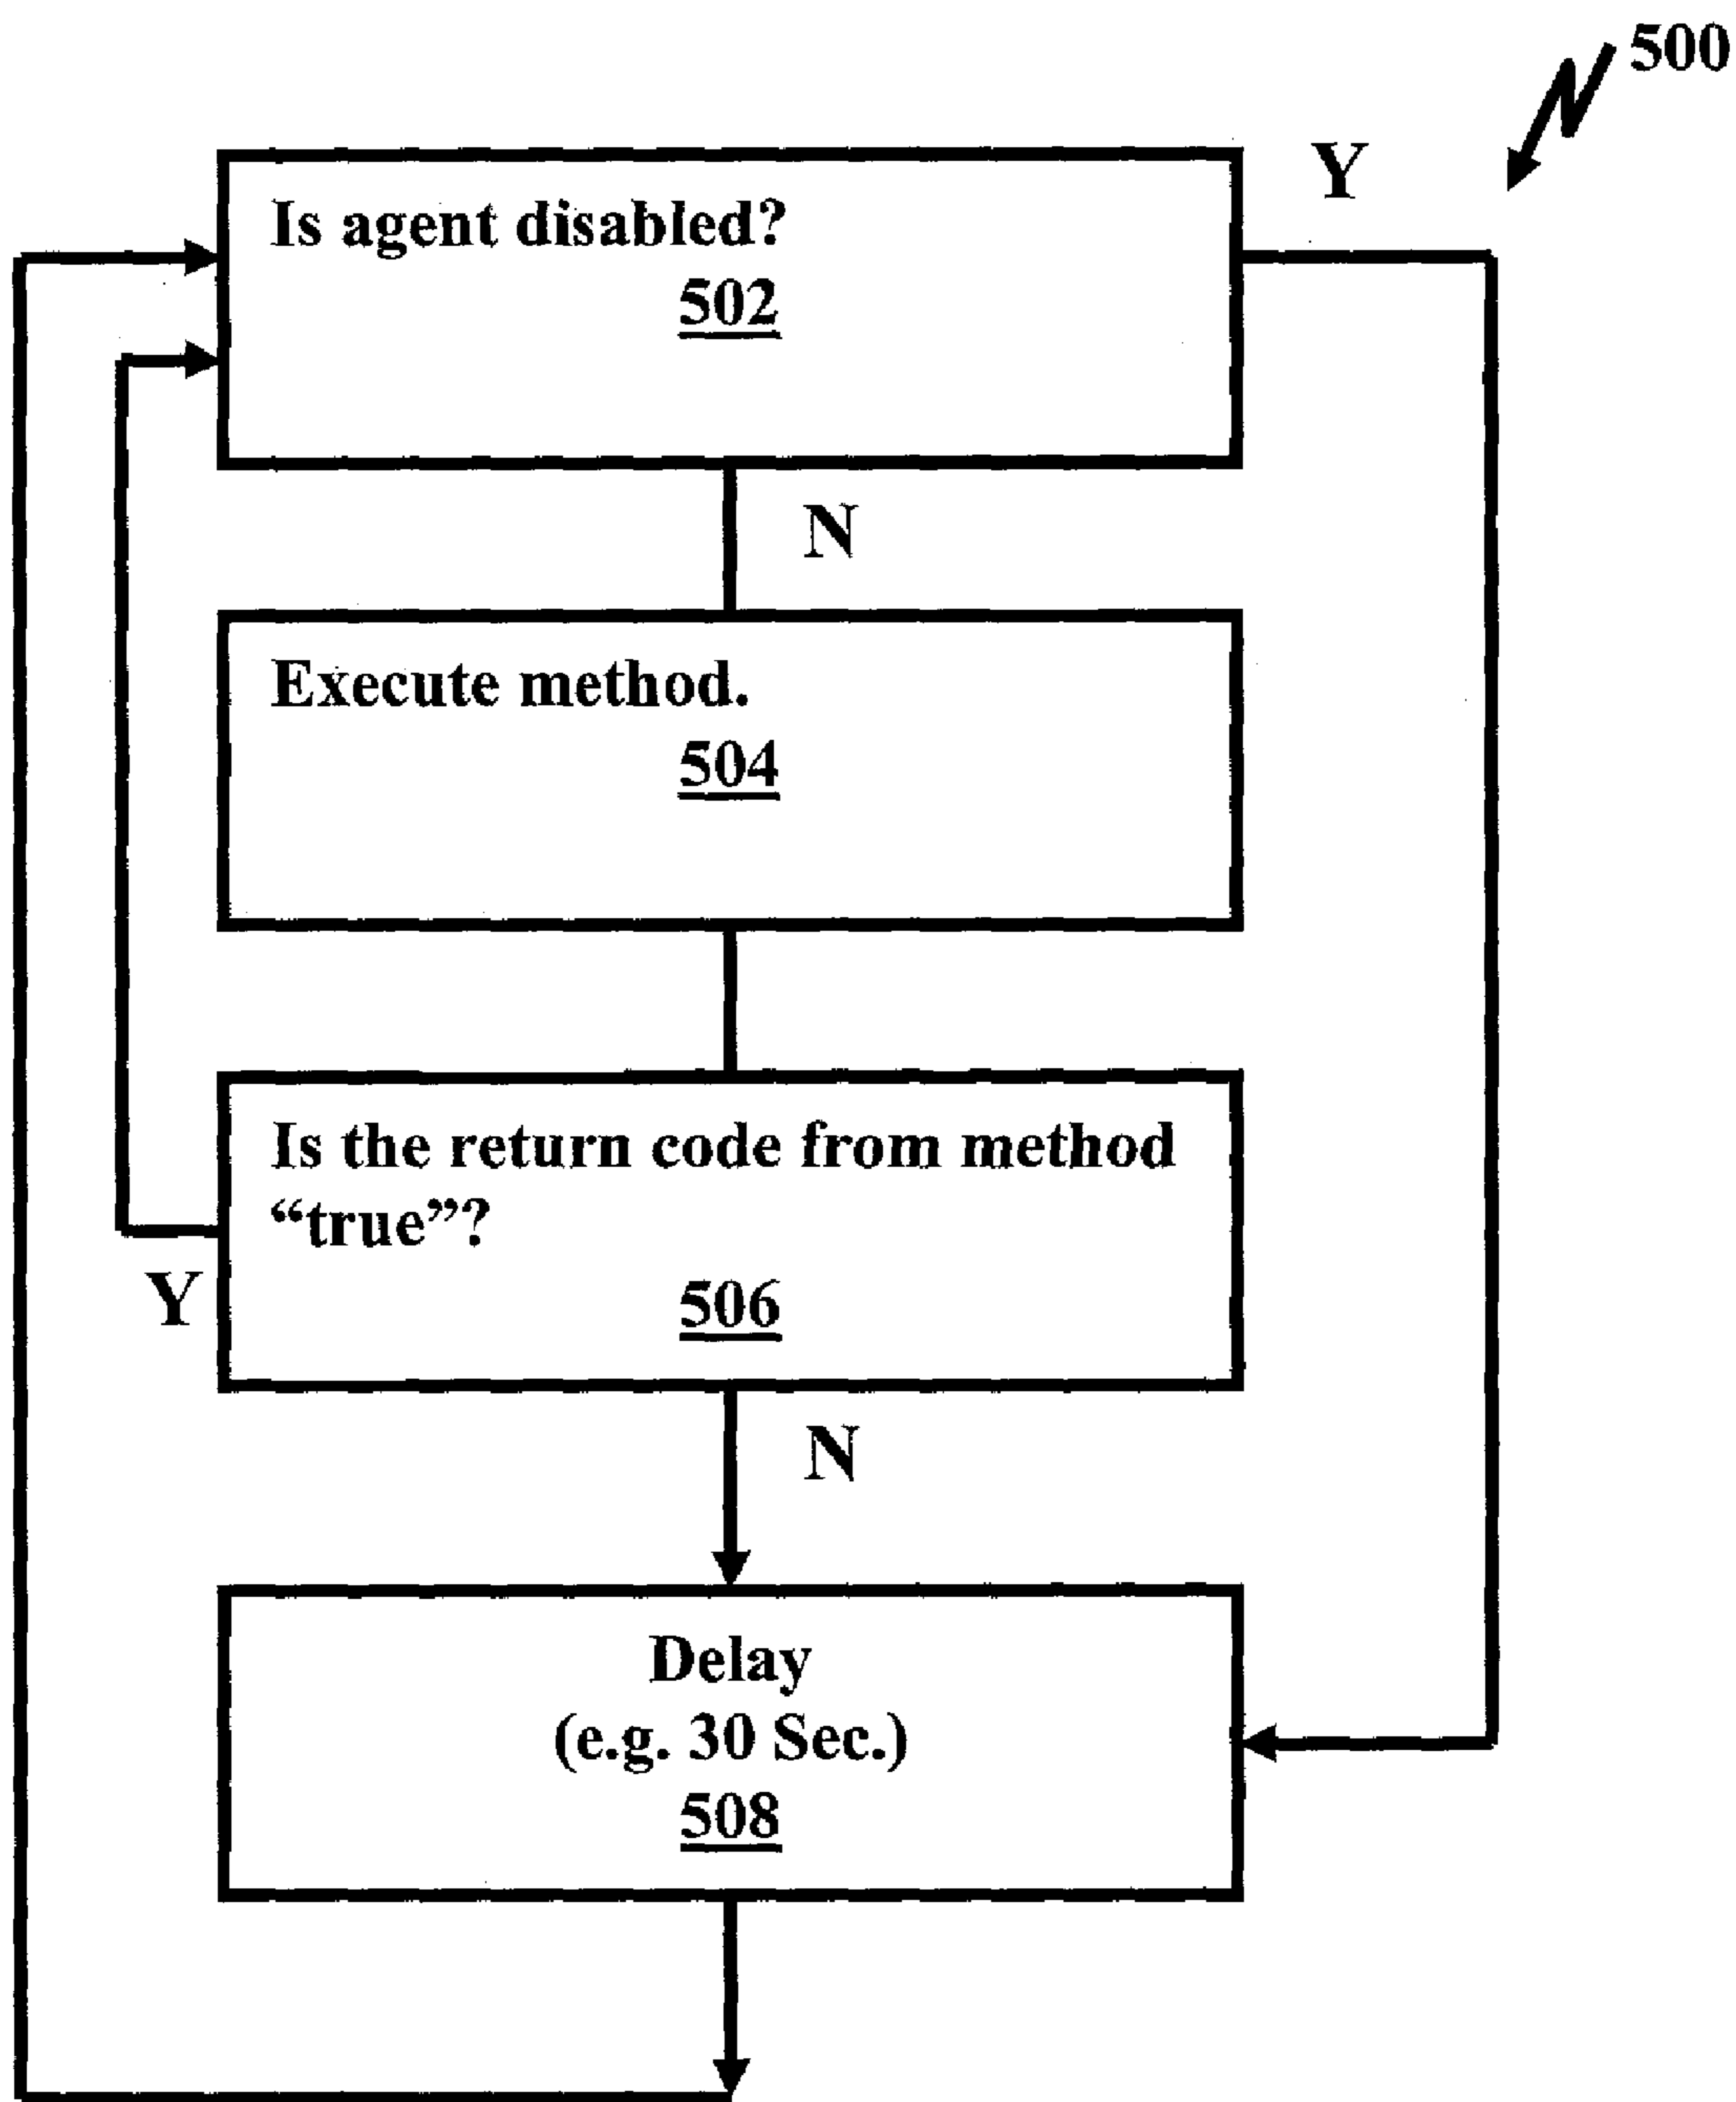 500
Y
Is agent disabled?
502
N
Execute method.
504
Is the return code from method
“true”?
506
Y
N
Delay
(e.g. 30 Sec.)
508